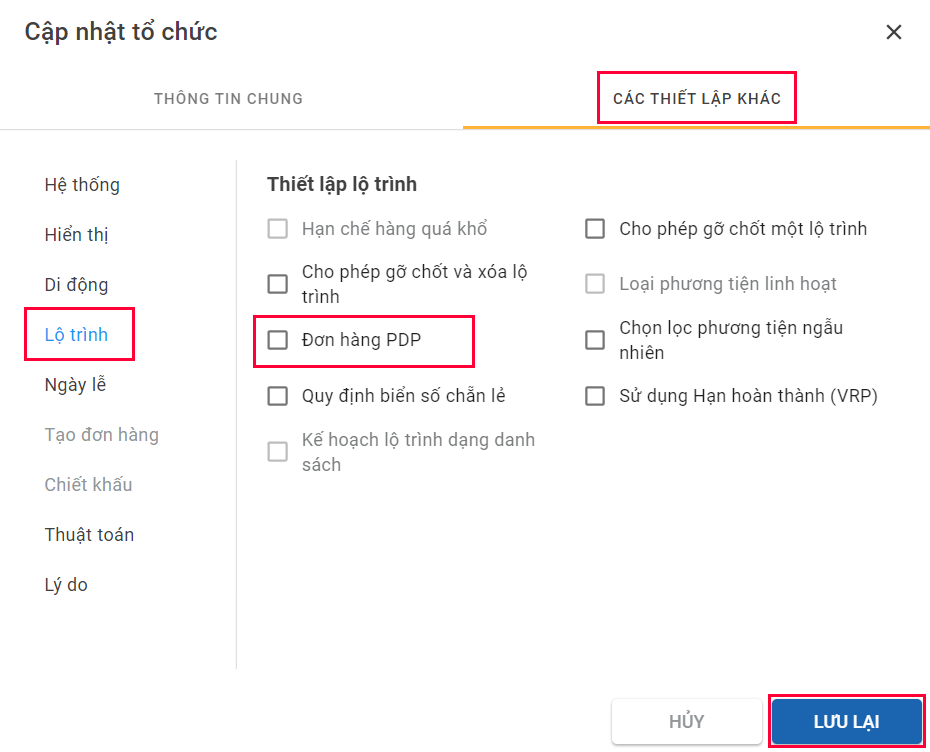 Cập nhật tổ chức
THÔNG TIN CHUNG
CÁC THIẾT LẬP KHÁC
Hệ thống
Hiển thị
Di động
Lộ trình
Ngày lễ
Tạo đơn hàng
Chiết khấu
Thuật toán
Lý do
Thiết lập lộ trình
Hạn chế hàng quá khổ
Cho phép gỡ chốt một lộ trình
Cho phép gỡ chốt và xóa lộ
trình
Loại phương tiện linh hoạt
Đơn hàng PDP
Chọn lọc phương tiện ngẫu
nhiên
Quy định biển số chẵn lẻ
Sử dụng Hạn hoàn thành (VRP)
Kế hoạch lộ trình dạng danh
sách
HỦY
LƯU LẠI